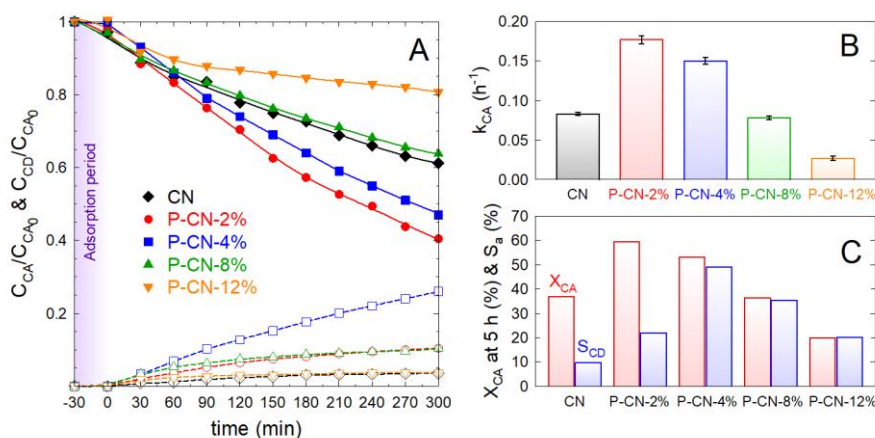 A
C_CA/C_CA0 & C_CD/C_CA0
1
0.8
0.6
0.4
0.2
0
Adsorption period
CN
P-CN-2%
P-CN-4%
P-CN-8%
P-CN-12%
-30 0 30 60 90 120 150 180 210 240 270 300
time (min)
B
k_CA (h⁻¹)
0.20
0.15
0.10
0.05
0.00
CN P-CN-2% P-CN-4% P-CN-8% P-CN-12%
C
X_CA at 5 h (%) & S_a (%)
70
60
50
40
30
20
10
0
X_CA
S_CD
CN P-CN-2% P-CN-4% P-CN-8% P-CN-12%